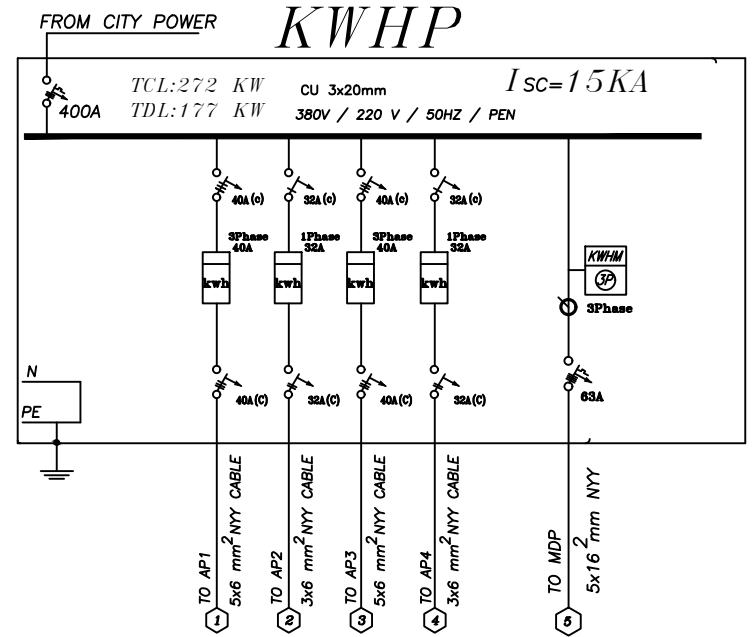 FROM CITY POWER
KWHP
400A
TCL:272 KW
TDL:177 KW
CU 3x20mm
380V / 220 V / 50HZ / PEN
ISC=15KA
40A(c)
32A(c)
40A(c)
32A(c)
3Phase
40A
1Phase
32A
3Phase
40A
1Phase
32A
kwh
kwh
kwh
kwh
KWHM
3P
3Phase
40A(C)
32A(C)
40A(C)
32A(C)
63A
N
PE
TO AP1
5x6 mm² NYY CABLE
TO AP2
3x6 mm² NYY CABLE
TO AP3
5x6 mm² NYY CABLE
TO AP4
3x6 mm² NYY CABLE
TO MDP
5x16 ²mm NYY
1
2
3
4
5